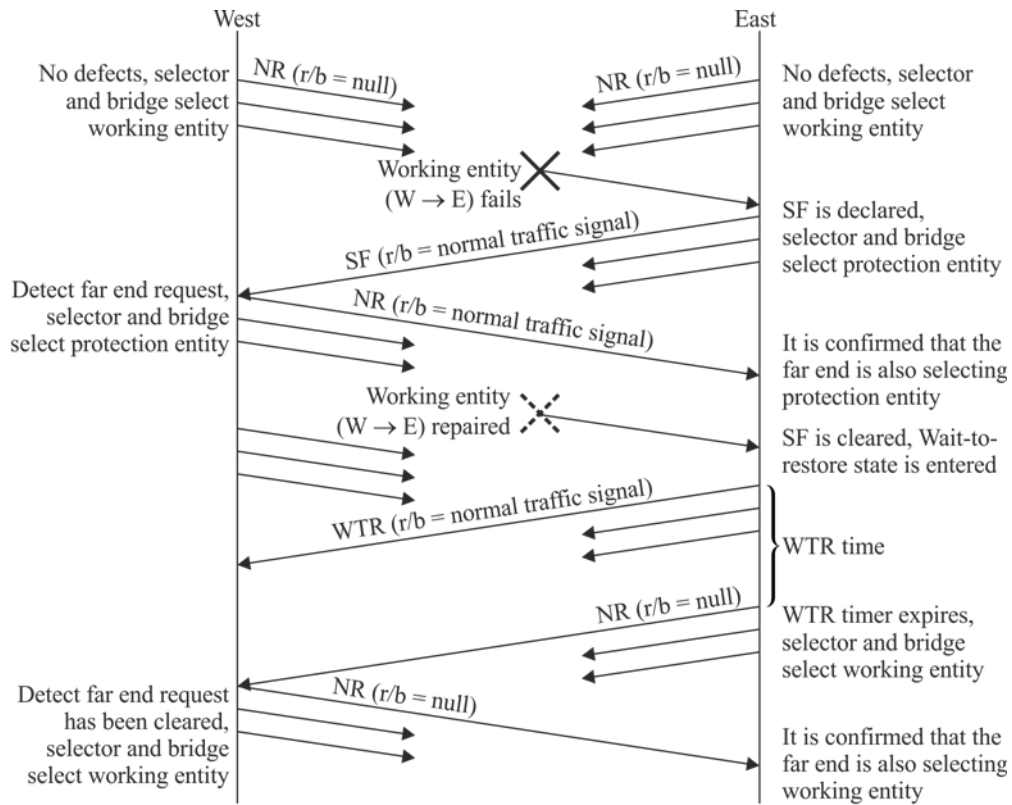 West
East
NR (r/b = null)
NR (r/b = null)
No defects, selector
and bridge select
working entity
No defects, selector
and bridge select
working entity
Working entity
(W → E) fails
SF is declared,
selector and bridge
select protection entity
SF (r/b = normal traffic signal)
Detect far end request,
selector and bridge
select protection entity
NR (r/b = normal traffic signal)
It is confirmed that the
far end is also selecting
protection entity
Working entity
(W → E) repaired
SF is cleared, Wait-to-
restore state is entered
WTR (r/b = normal traffic signal)
WTR time
NR (r/b = null)
WTR timer expires,
selector and bridge
select working entity
Detect far end request
has been cleared,
selector and bridge
select working entity
NR (r/b = null)
It is confirmed that the
far end is also selecting
working entity